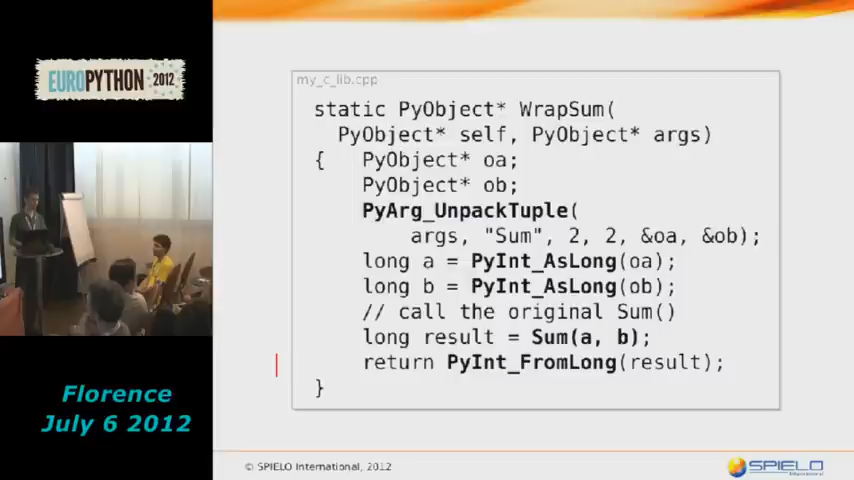 EUROPYTHON 2012
Florence
July 6 2012
my_c_lib.cpp
static PyObject* WrapSum(
PyObject* self, PyObject* args)
{ PyObject* oa;
PyObject* ob;
PyArg_UnpackTuple(
args, "Sum", 2, 2, &oa, &ob);
long a = PyInt_AsLong(oa);
long b = PyInt_AsLong(ob);
// call the original Sum()
long result = Sum(a, b);
return PyInt_FromLong(result);
}
© SPIELO International, 2012
SPIELO
International